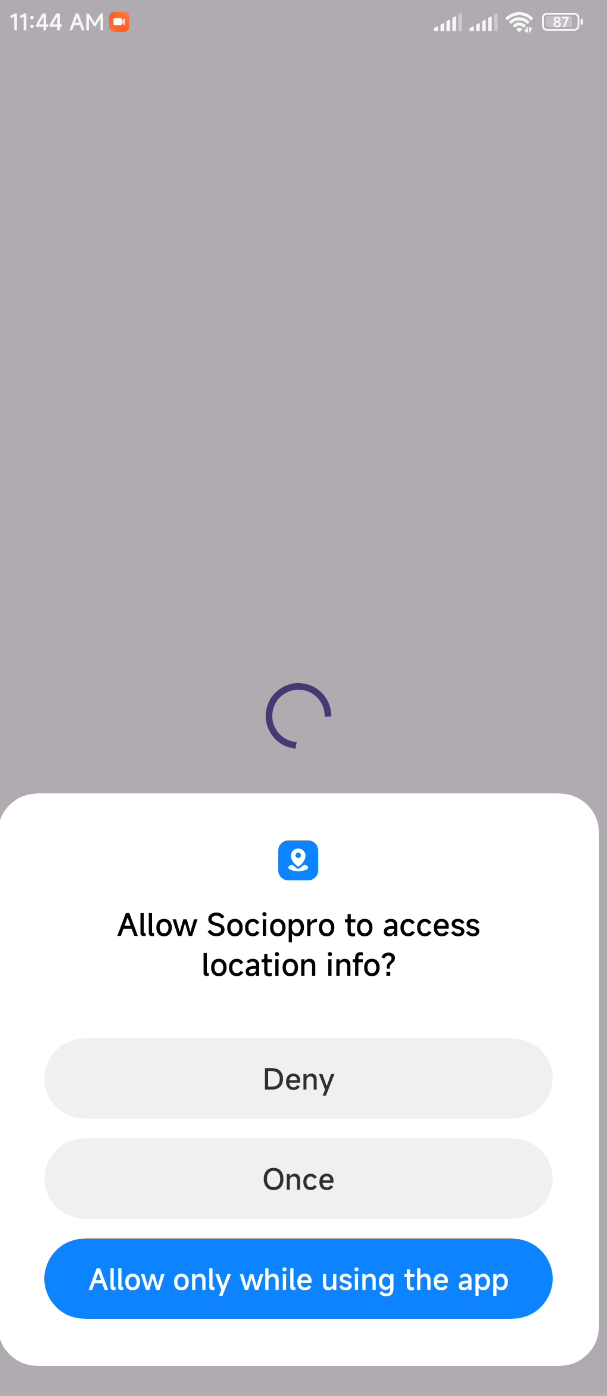 11:44 AM
87
Allow Sociopro to access
location info?
Deny
Once
Allow only while using the app